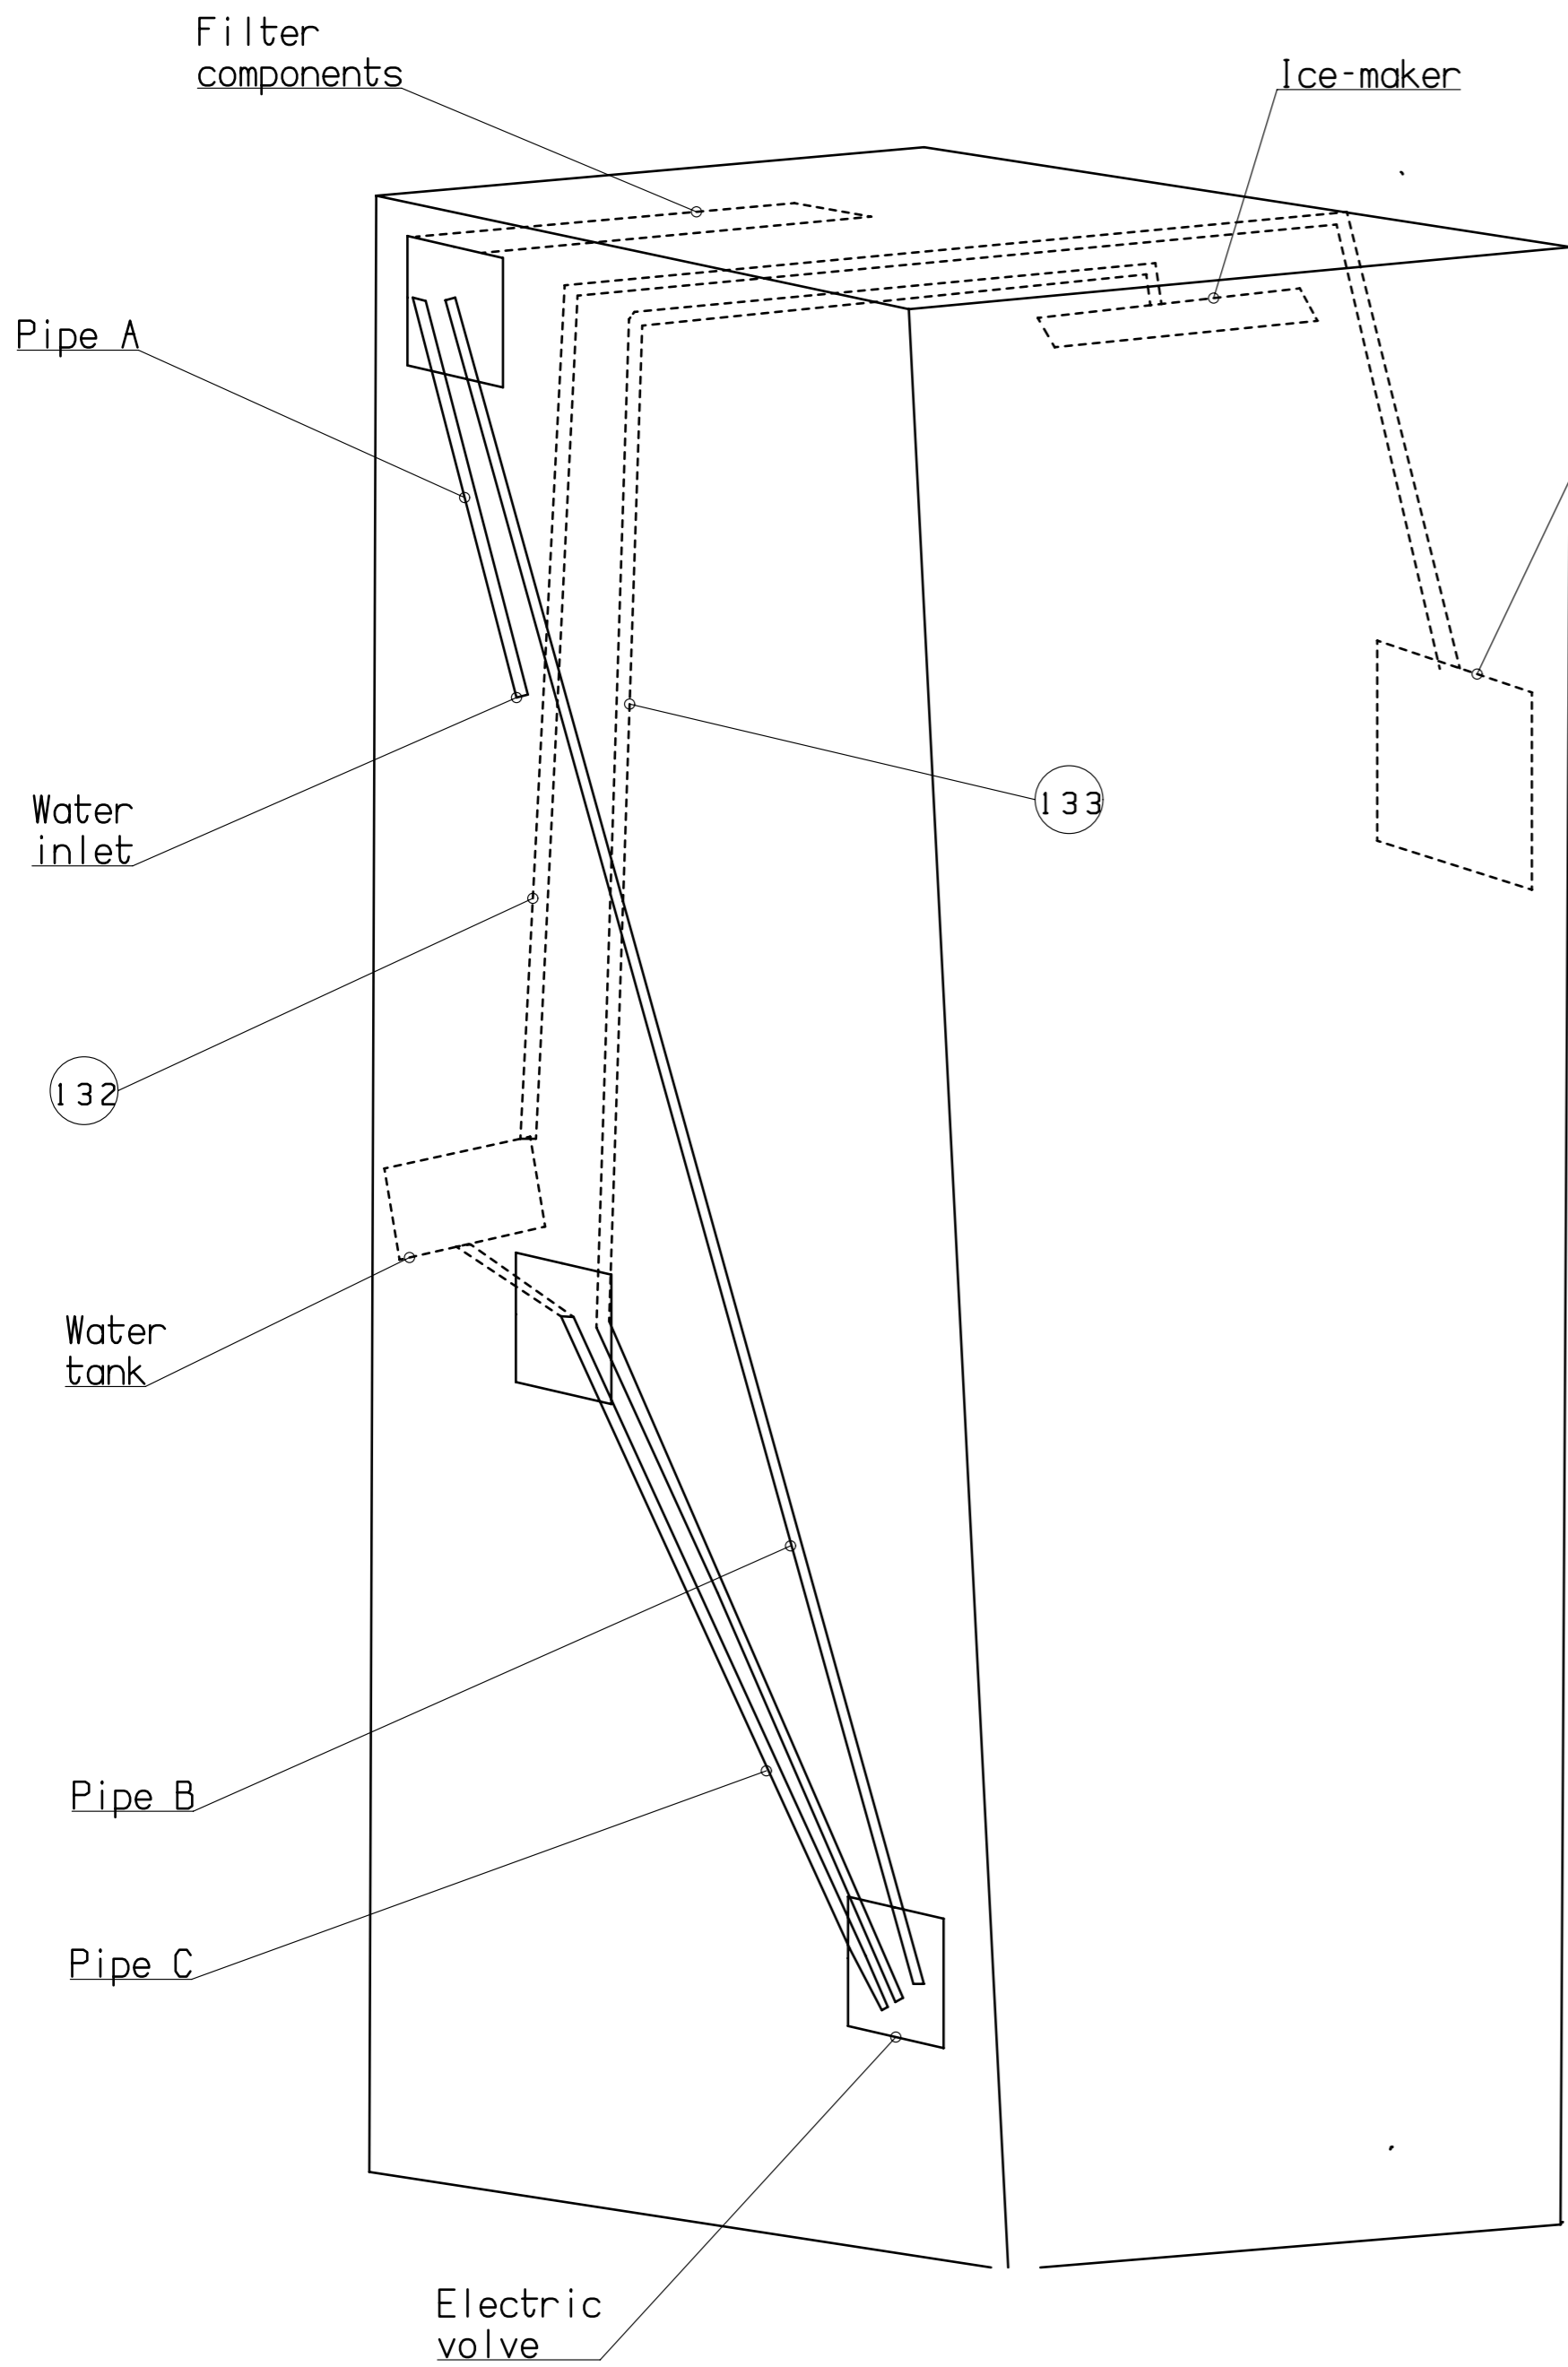 Filter
components
Ice-maker
Pipe A
Water
inlet
133
132
Water
tank
Pipe B
Pipe C
Electric
volve